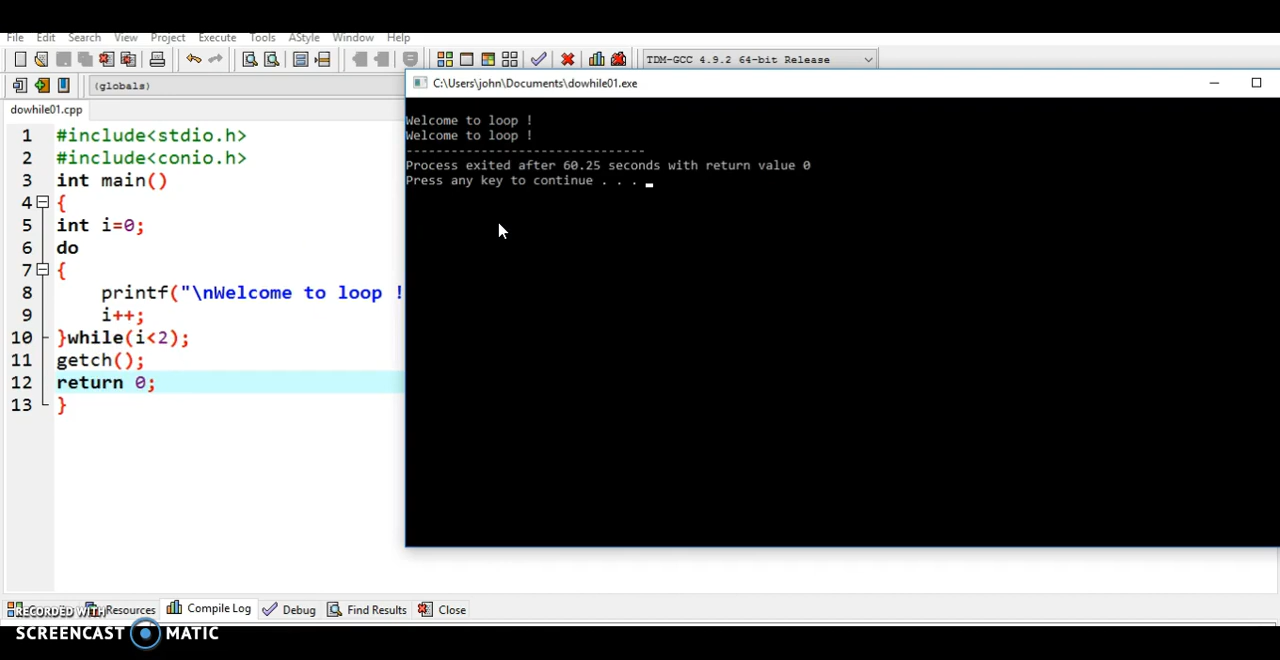 File Edit Search View Project Execute Tools AStyle Window Help
TDM-GCC 4.9.2 64-bit Release
(globals)
C:\Users\john\Documents\dowhile01.exe
dowhile01.cpp
1 #include<stdio.h>
2 #include<conio.h>
3 int main()
4 {
5 int i=0;
6 do
7 {
8 printf("\nWelcome to loop !
9 i++;
10 }while(i<2);
11 getch();
12 return 0;
13 }
Welcome to loop !
Welcome to loop !
--------------------------------
Process exited after 60.25 seconds with return value 0
Press any key to continue . . .
Resources Compile Log Debug Find Results Close
RECORDED WITH
SCREENCAST MATIC